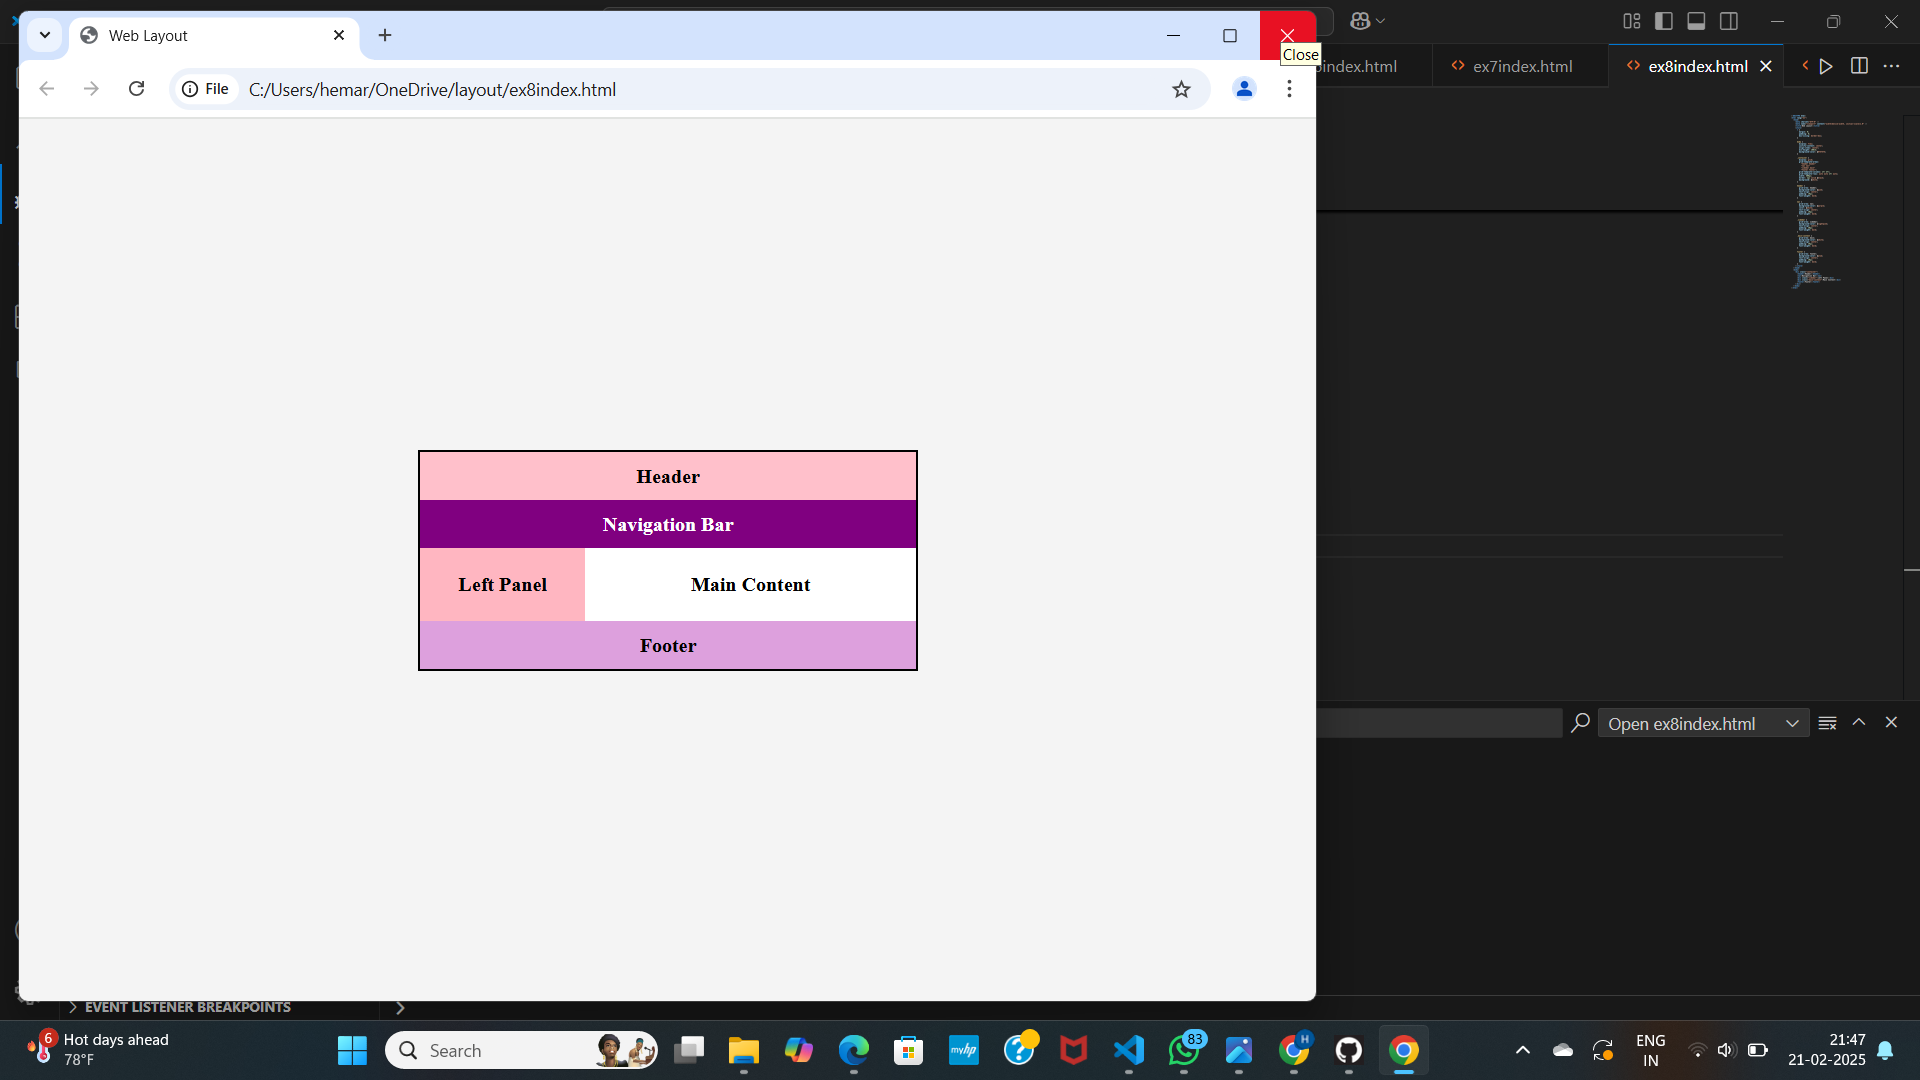 Web Layout
Close
File
C:/Users/hemar/OneDrive/layout/ex8index.html
index.html
ex7index.html
ex8index.html
Header
Navigation Bar
Left Panel
Main Content
Footer
Open ex8index.html
EVENT LISTENER BREAKPOINTS
6
Hot days ahead
78°F
Search
myhp
83
H
ENG
IN
21:47
21-02-2025